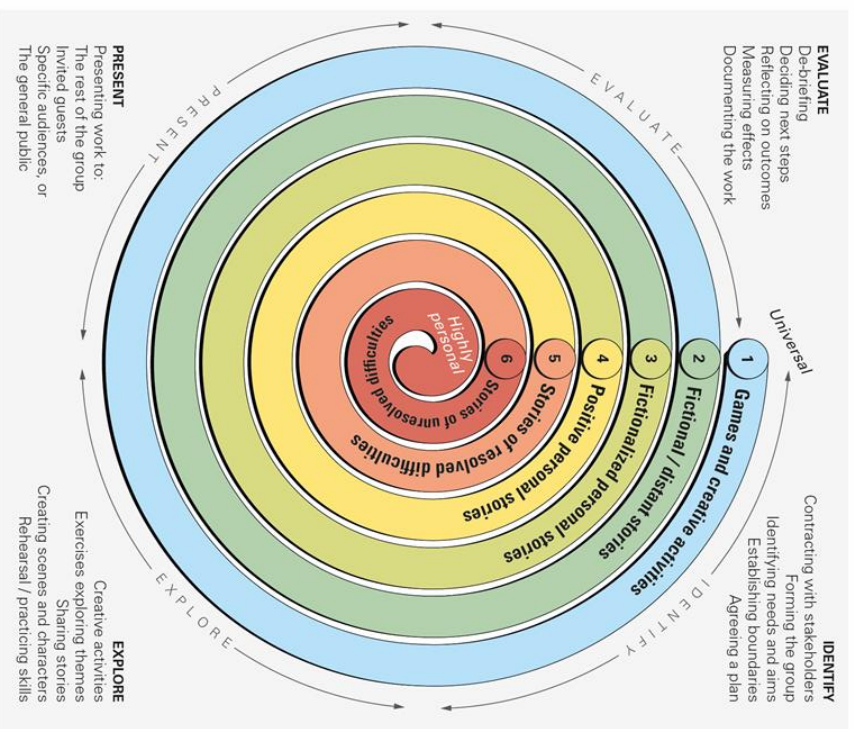 IDENTIFY
Contracting with stakeholders
Forming the group
Identifying needs and aims
Establishing boundaries
Agreeing a plan
EVALUATE
De-briefing
Deciding next steps
Reflecting on outcomes
Measuring effects
Documenting the work
PRESENT
Presenting work to:
The rest of the group
Invited guests
Specific audiences, or
The general public
EXPLORE
Creative activities
Exercises exploring themes
Sharing stories
Creating scenes and characters
Rehearsal / practicing skills
EVALUATE
IDENTIFY
PRESENT
EXPLORE
Universal
1 Games and creative activities
2 Fictional / distant stories
3 Fictionalized personal stories
4 Positive personal stories
5 Stories of resolved difficulties
6 Stories of unresolved difficulties
Highly
personal